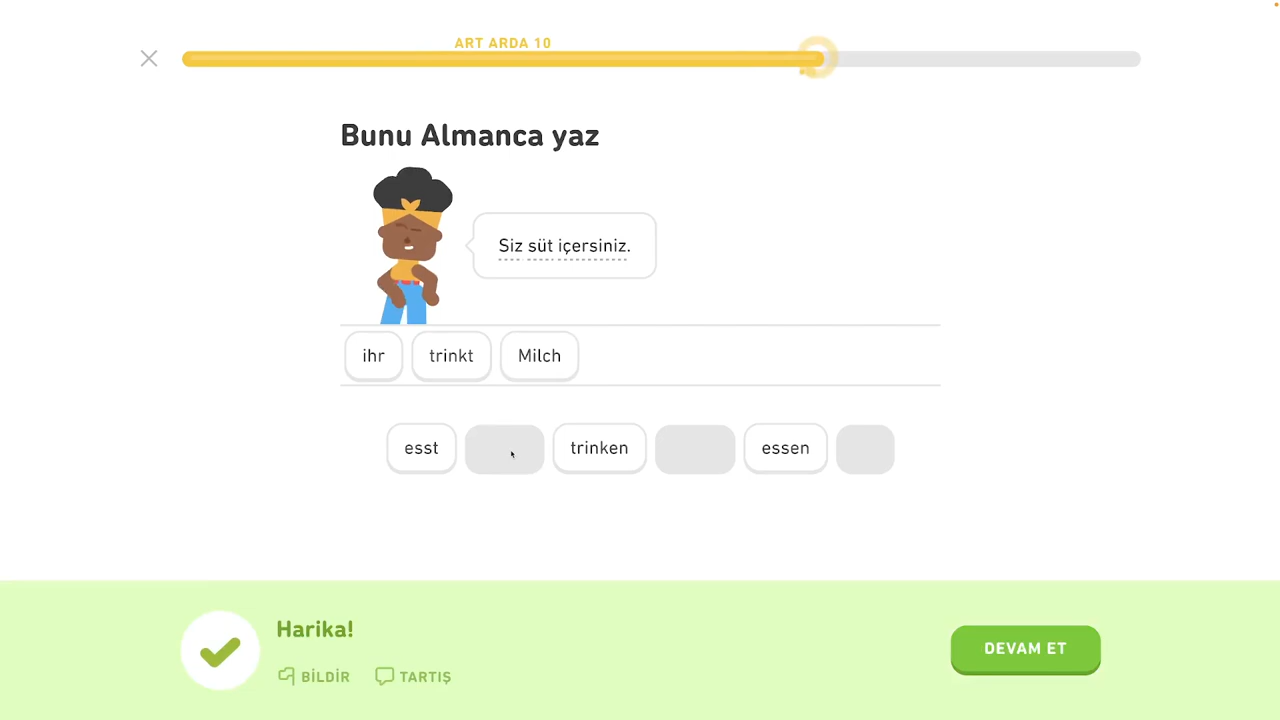 ART ARDA 10
Bunu Almanca yaz
Siz süt içersiniz.
ihr trinkt Milch
esst trinken essen
Harika!
BİLDİR TARTIŞ
DEVAM ET